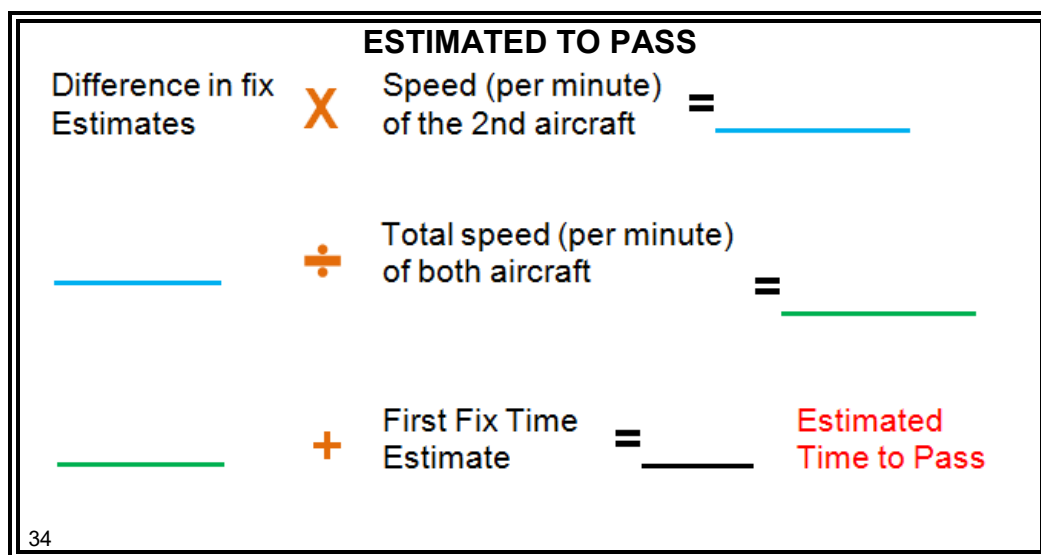 ESTIMATED TO PASS
Difference in fix
Estimates
X
Speed (per minute)
of the 2nd aircraft
=
÷
Total speed (per minute)
of both aircraft
=
+
First Fix Time
Estimate
=
Estimated
Time to Pass
34